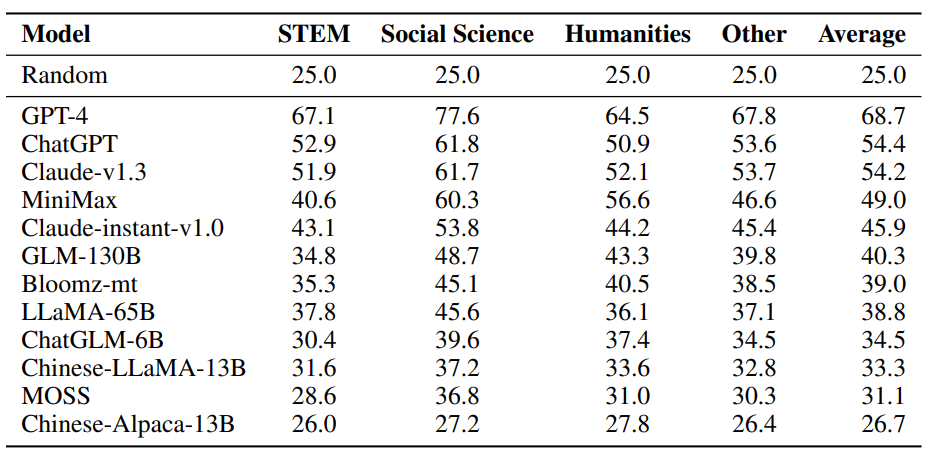 Model STEM Social Science Humanities Other Average
Random 25.0 25.0 25.0 25.0 25.0
GPT-4 67.1 77.6 64.5 67.8 68.7
ChatGPT 52.9 61.8 50.9 53.6 54.4
Claude-v1.3 51.9 61.7 52.1 53.7 54.2
MiniMax 40.6 60.3 56.6 46.6 49.0
Claude-instant-v1.0 43.1 53.8 44.2 45.4 45.9
GLM-130B 34.8 48.7 43.3 39.8 40.3
Bloomz-mt 35.3 45.1 40.5 38.5 39.0
LLaMA-65B 37.8 45.6 36.1 37.1 38.8
ChatGLM-6B 30.4 39.6 37.4 34.5 34.5
Chinese-LLaMA-13B 31.6 37.2 33.6 32.8 33.3
MOSS 28.6 36.8 31.0 30.3 31.1
Chinese-Alpaca-13B 26.0 27.2 27.8 26.4 26.7